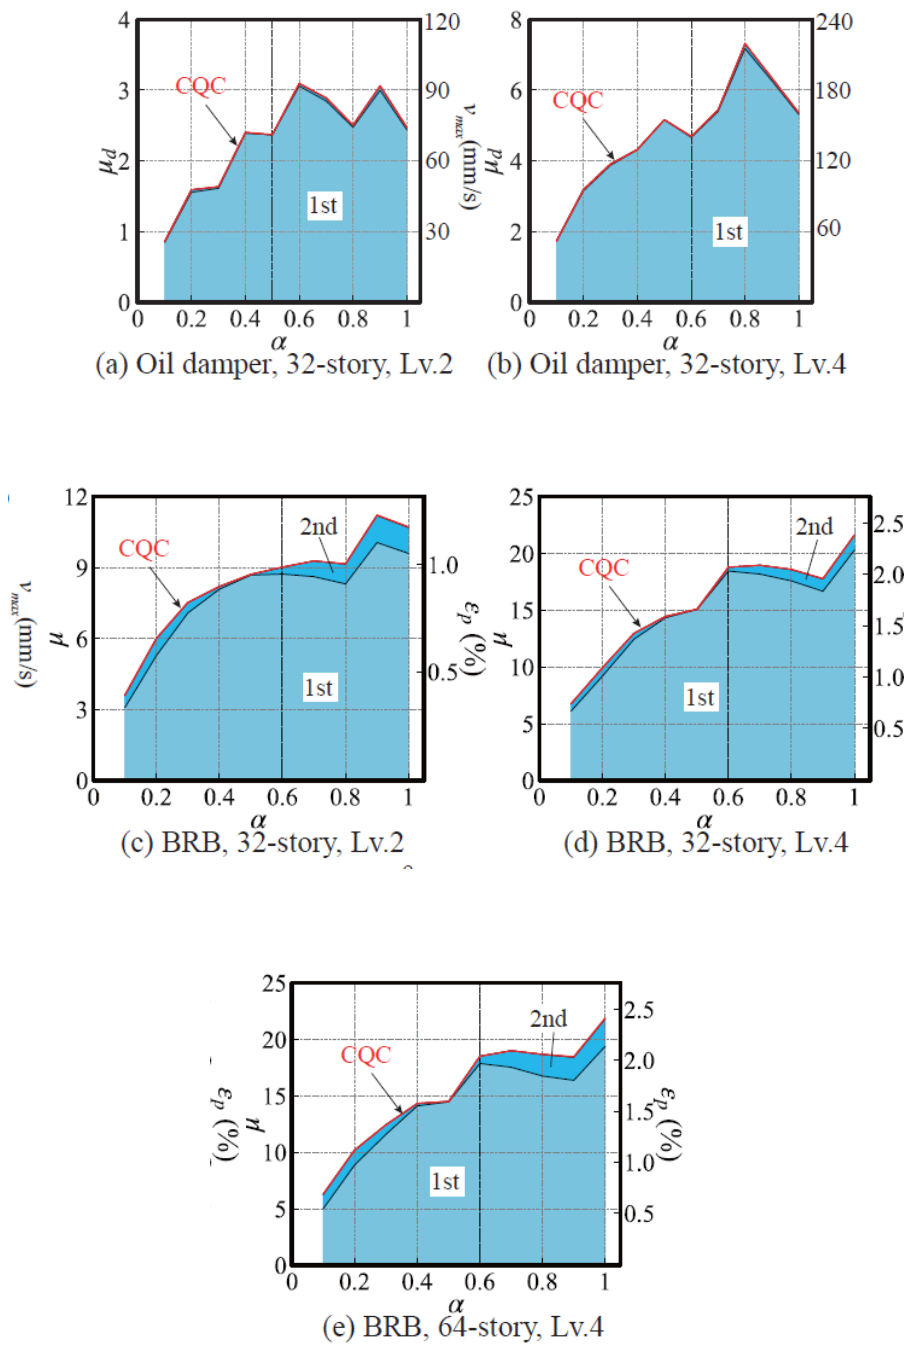 4
3
2
1
0
μd
CQC
1st
120
90
60
30
vmax(mm/s)
0.2 0.4 0.6 0.8 1
α
(a) Oil damper, 32-story, Lv.2
8
6
4
2
0
μd
CQC
1st
240
180
120
60
0.2 0.4 0.6 0.8 1
α
(b) Oil damper, 32-story, Lv.4
vmax(mm/s)
12
9
6
3
0
μ
CQC
2nd
1st
1.0
0.5
εp (%)
0 0.2 0.4 0.6 0.8 1
α
(c) BRB, 32-story, Lv.2
25
20
15
10
5
0
μ
CQC
2nd
1st
2.5
2.0
1.5
1.0
0.5
0 0.2 0.4 0.6 0.8 1
α
(d) BRB, 32-story, Lv.4
εp (%)
25
20
15
10
5
0
μ
CQC
2nd
1st
2.5
2.0
1.5
1.0
0.5
εp (%)
0 0.2 0.4 0.6 0.8 1
α
(e) BRB, 64-story, Lv.4